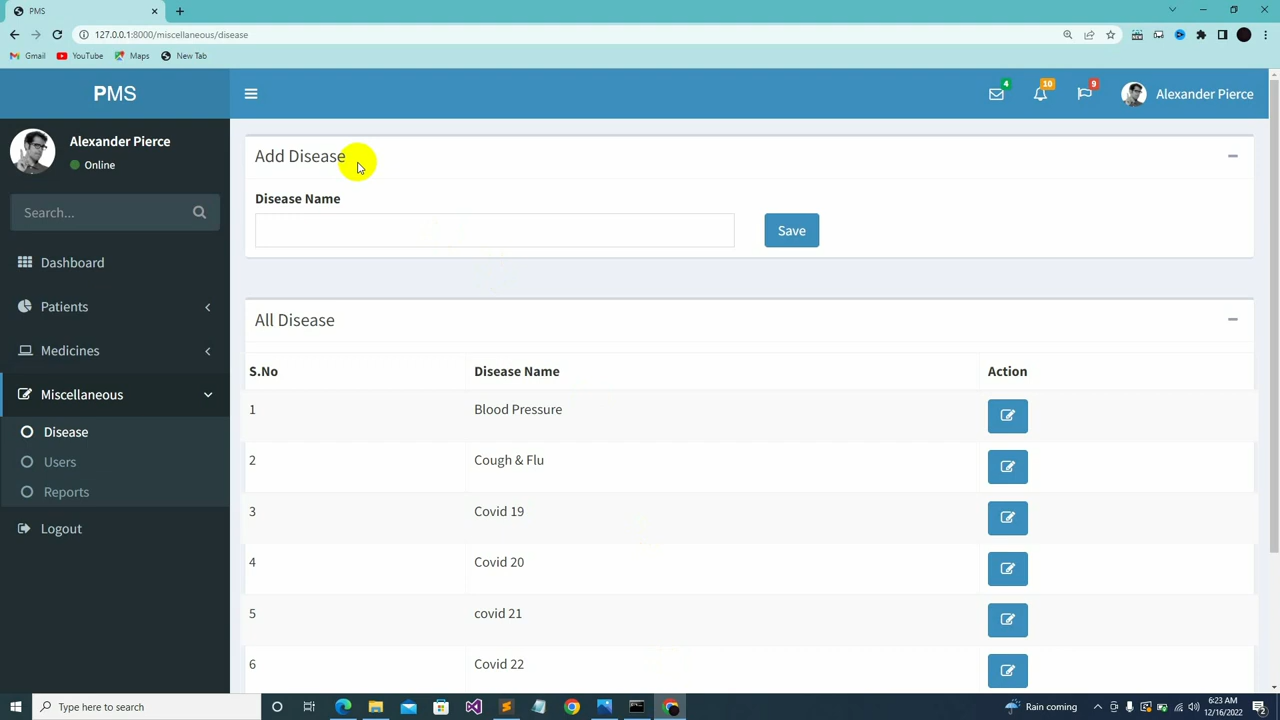 PMS
127.0.0.1:8000/miscellaneous/disease
Gmail YouTube Maps New Tab
PMS
4 10 9 Alexander Pierce
Alexander Pierce
Online
Search...
Dashboard
Patients
Medicines
Miscellaneous
Disease
Users
Reports
Logout
Add Disease
Disease Name
Save
All Disease
S.No Disease Name Action
1 Blood Pressure
2 Cough & Flu
3 Covid 19
4 Covid 20
5 covid 21
6 Covid 22
Type here to search
Rain coming
6:23 AM
12/16/2022
2